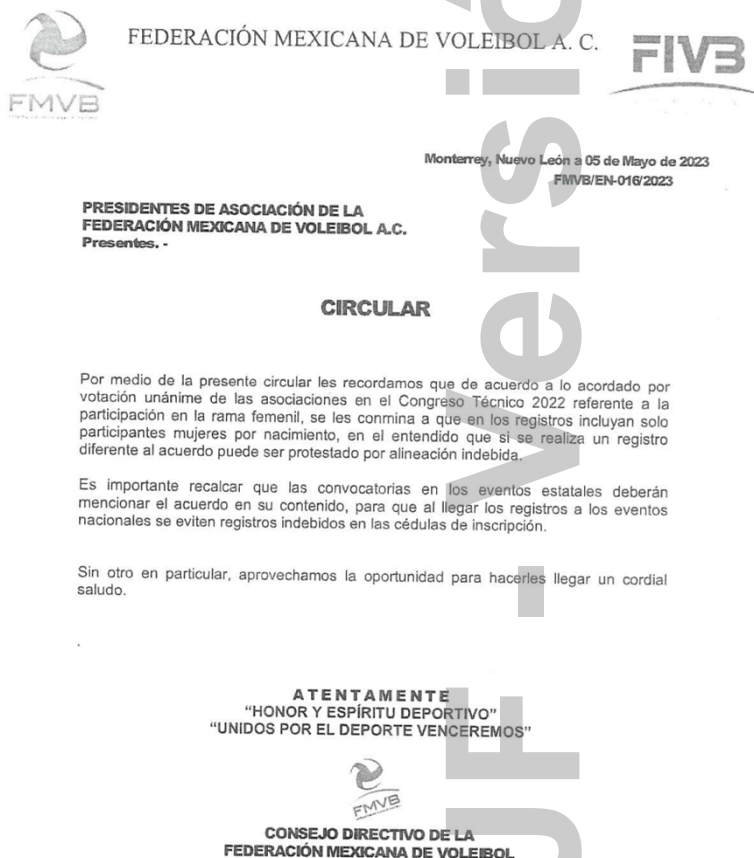 FEDERACIÓN MEXICANA DE VOLEIBOL A. C.
FIVB
FMVB
Monterrey, Nuevo León a 05 de Mayo de 2023
FMVB/EN-016/2023
PRESIDENTES DE ASOCIACIÓN DE LA
FEDERACIÓN MEXICANA DE VOLEIBOL A.C.
Presentes. -
CIRCULAR
Por medio de la presente circular les recordamos que de acuerdo a lo acordado por
votación unánime de las asociaciones en el Congreso Técnico 2022 referente a la
participación en la rama femenil, se les conmina a que en los registros incluyan solo
participantes mujeres por nacimiento, en el entendido que si se realiza un registro
diferente al acuerdo puede ser protestado por alineación indebida.
Es importante recalcar que las convocatorias en los eventos estatales deberán
mencionar el acuerdo en su contenido, para que al llegar los registros a los eventos
nacionales se eviten registros indebidos en las cédulas de inscripción.
Sin otro en particular, aprovechamos la oportunidad para hacerles llegar un cordial
saludo.
.
ATENTAMENTE
“HONOR Y ESPÍRITU DEPORTIVO”
“UNIDOS POR EL DEPORTE VENCEREMOS”
FMVB
CONSEJO DIRECTIVO DE LA
FEDERACIÓN MEXICANA DE VOLEIBOL